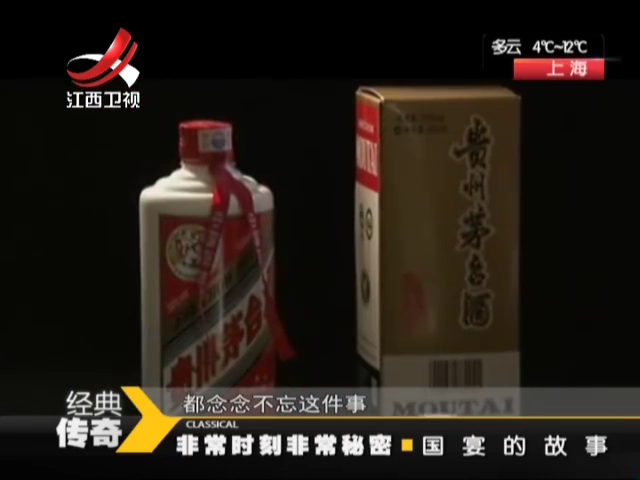 江西卫视
多云 4℃~12℃
上海
贵州茅台
MOUTAI
贵州茅台酒
MOUTAI
经典
传奇
都念念不忘这件事
CLASSICAL
非常时刻非常秘密 国宴的故事